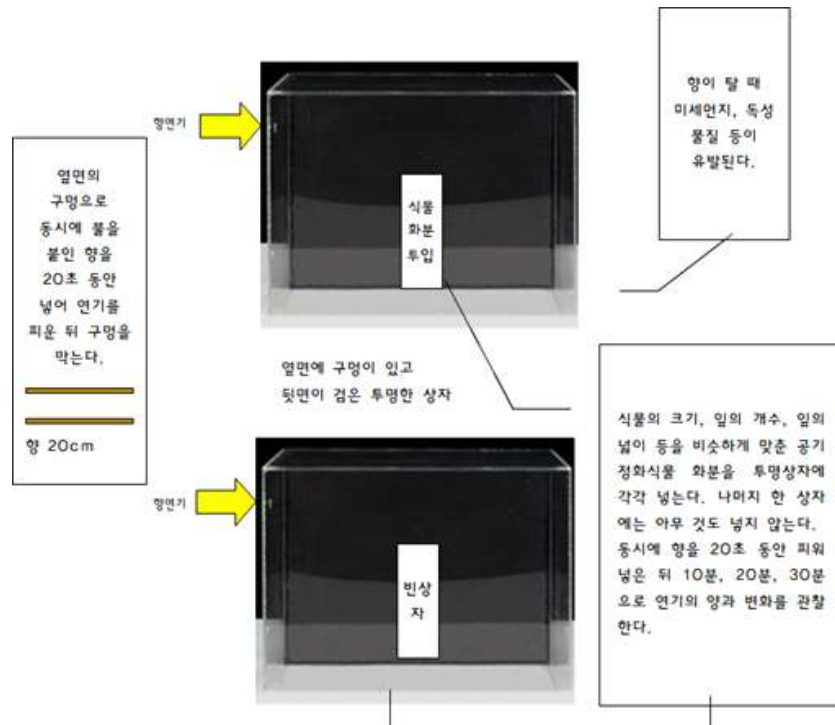 향연기
향이 탈 때
미세먼지, 독성
물질 등이
유발된다.
옆면의
구멍으로
동시에 불을
붙인 향을
20초 동안
넣어 연기를
피운 뒤 구멍을
막는다.
향 20cm
식물
화분
투입
옆면에 구멍이 있고
뒷면이 검은 투명한 상자
향연기
빈상
자
식물의 크기, 잎의 개수, 잎의
넓이 등을 비슷하게 맞춘 공기
정화식물 화분을 투명상자에
각각 넣는다. 나머지 한 상자
에는 아무 것도 넣지 않는다.
동시에 향을 20초 동안 피워
넣은 뒤 10분, 20분, 30분
으로 연기의 양과 변화를 관찰
한다.